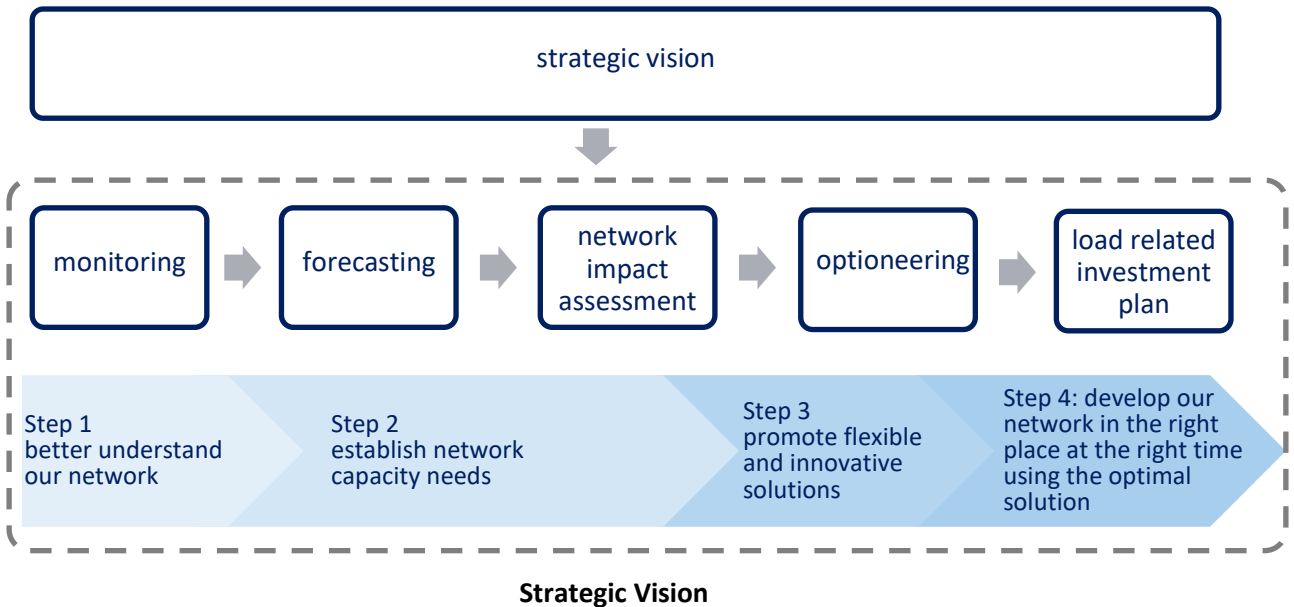 strategic vision
monitoring
forecasting
network
impact
assessment
optioneering
load related
investment
plan
Step 1
better understand
our network
Step 2
establish network
capacity needs
Step 3
promote flexible
and innovative
solutions
Step 4: develop our
network in the right
place at the right time
using the optimal
solution
Strategic Vision